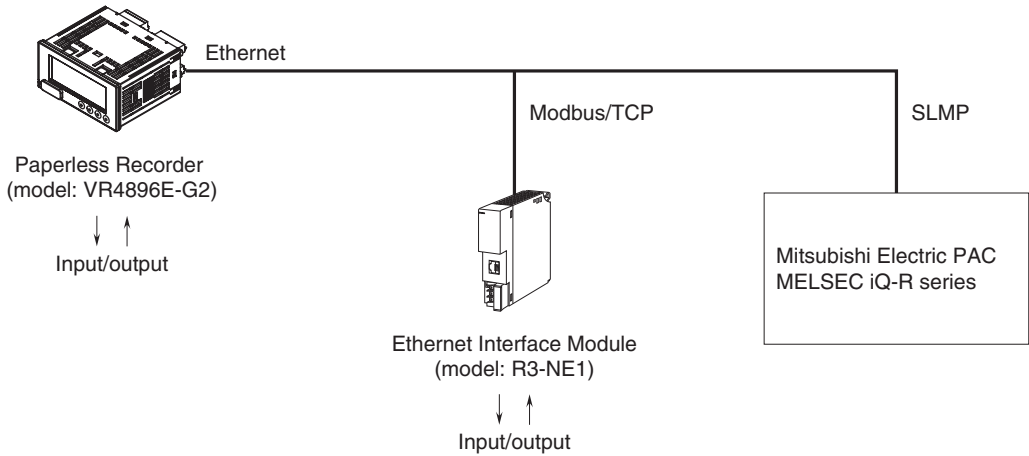 Ethernet
Modbus/TCP
SLMP
Paperless Recorder
(model: VR4896E-G2)
Input/output
Mitsubishi Electric PAC
MELSEC iQ-R series
Ethernet Interface Module
(model: R3-NE1)
Input/output